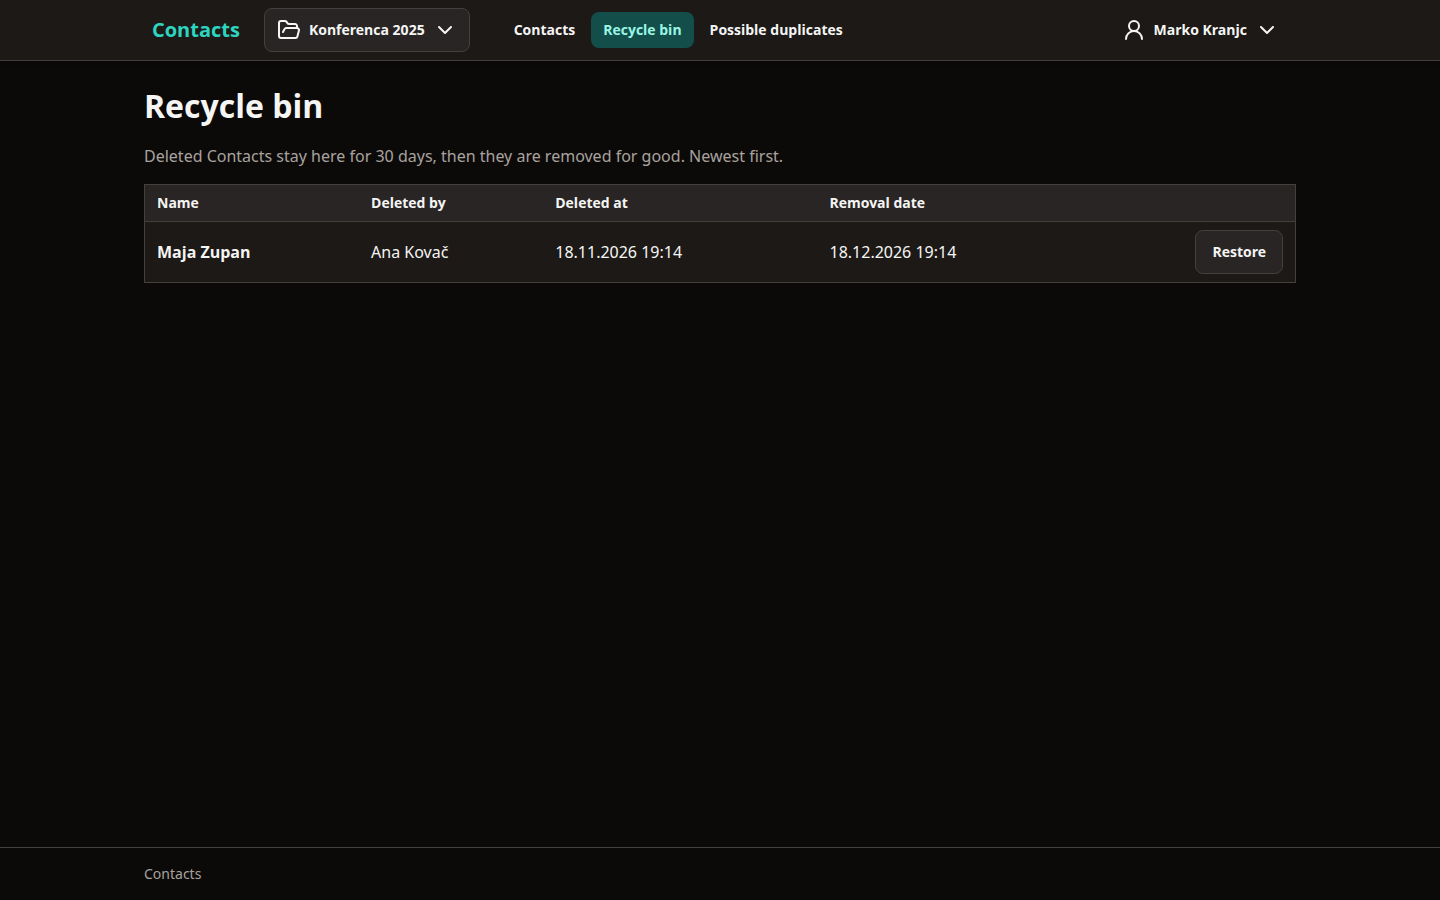 Contacts Konferenca 2025 Contacts Recycle bin Possible duplicates Marko Kranjc
Recycle bin
Deleted Contacts stay here for 30 days, then they are removed for good. Newest first.
Name Deleted by Deleted at Removal date
Maja Zupan Ana Kovač 18.11.2026 19:14 18.12.2026 19:14 Restore
Contacts